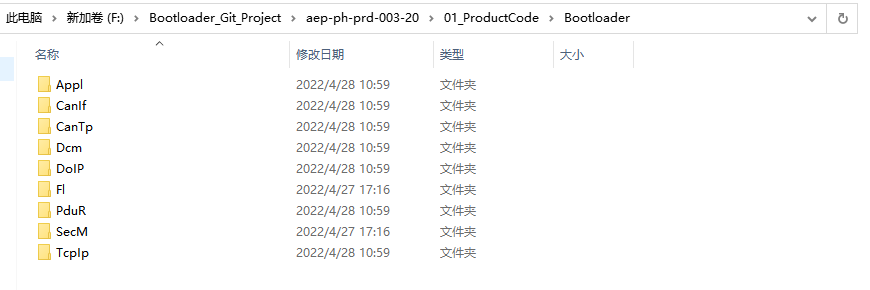 此电脑 > 新加卷 (F:) > Bootloader_Git_Project > aep-ph-prd-003-20 > 01_ProductCode > Bootloader
名称 修改日期 类型 大小
Appl 2022/4/28 10:59 文件夹
CanIf 2022/4/28 10:59 文件夹
CanTp 2022/4/28 10:59 文件夹
Dcm 2022/4/28 10:59 文件夹
DoIP 2022/4/28 10:59 文件夹
Fl 2022/4/27 17:16 文件夹
PduR 2022/4/28 10:59 文件夹
SecM 2022/4/27 17:16 文件夹
TcpIp 2022/4/28 10:59 文件夹